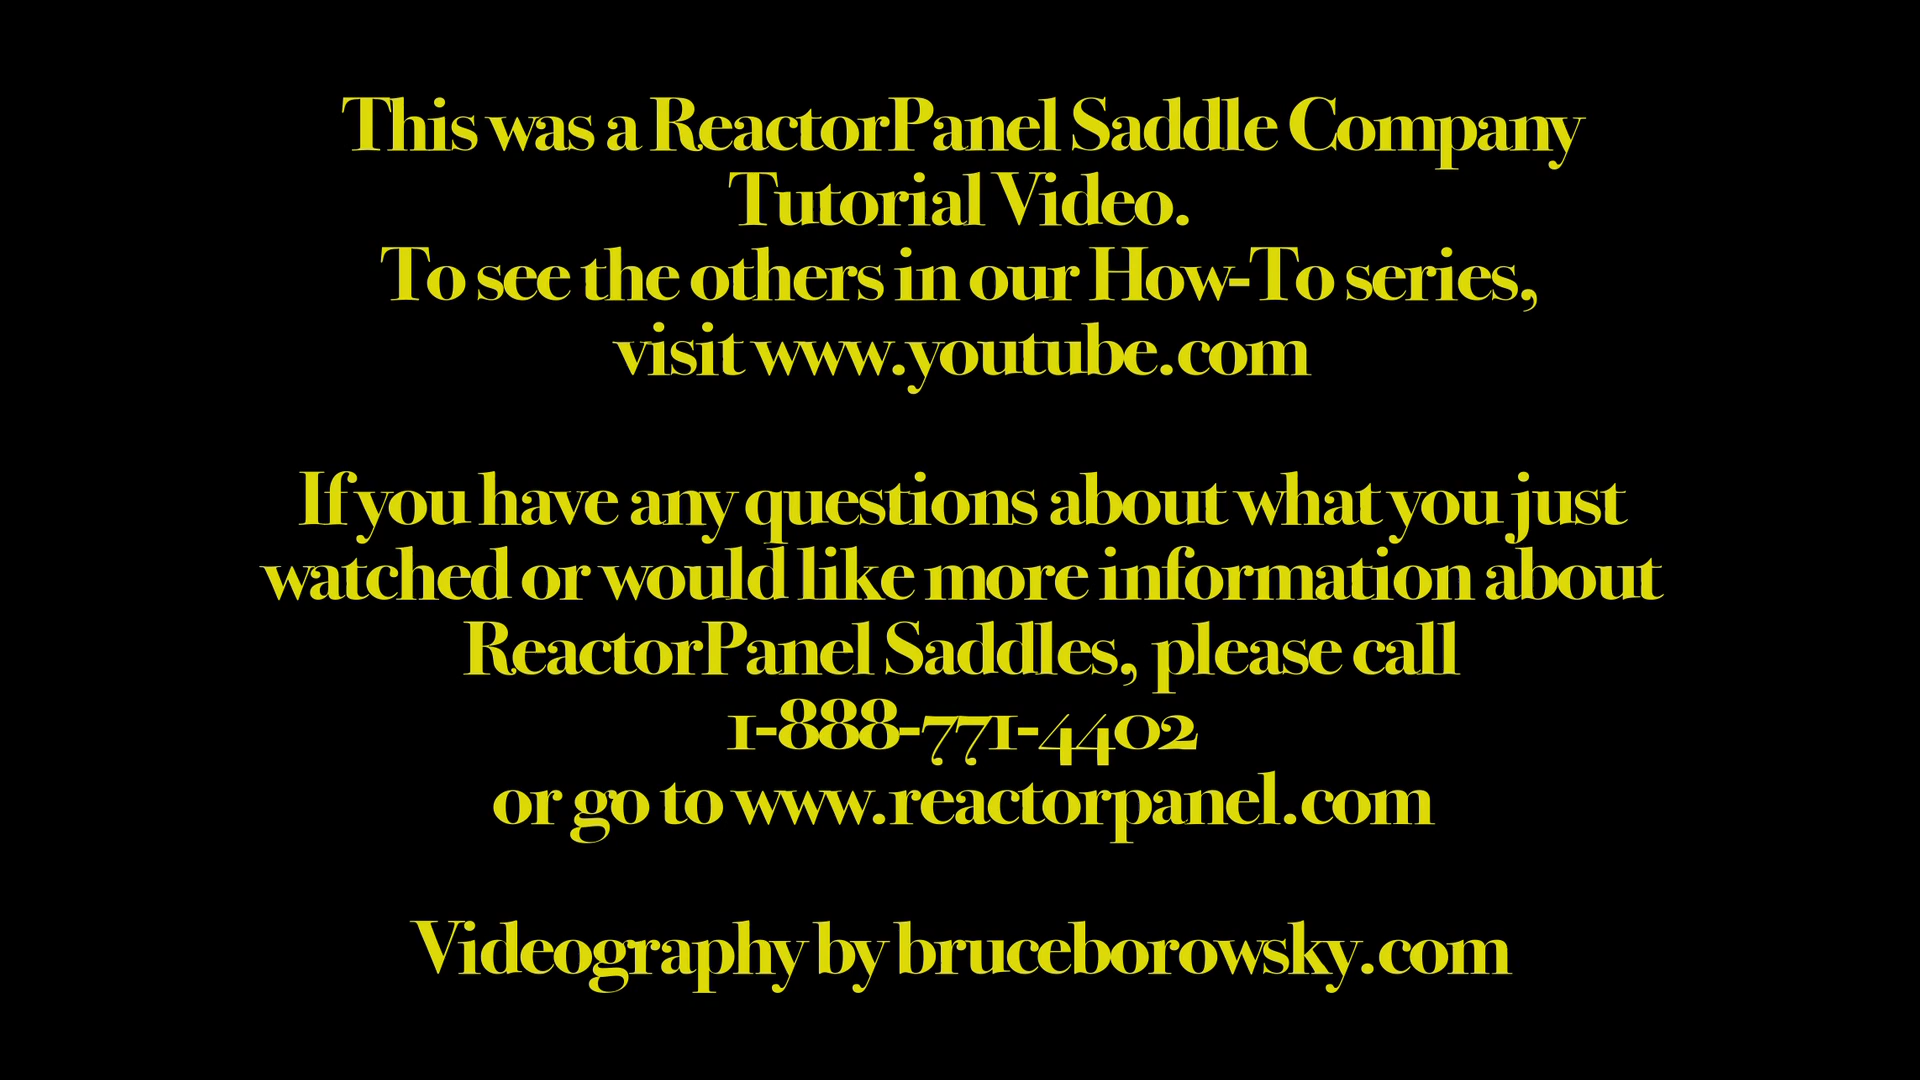 This was a ReactorPanel Saddle Company
Tutorial Video.
To see the others in our How-To series,
visit www.youtube.com
If you have any questions about what you just
watched or would like more information about
ReactorPanel Saddles, please call
1-888-771-4402
or go to www.reactorpanel.com
Videography by bruceborowsky.com